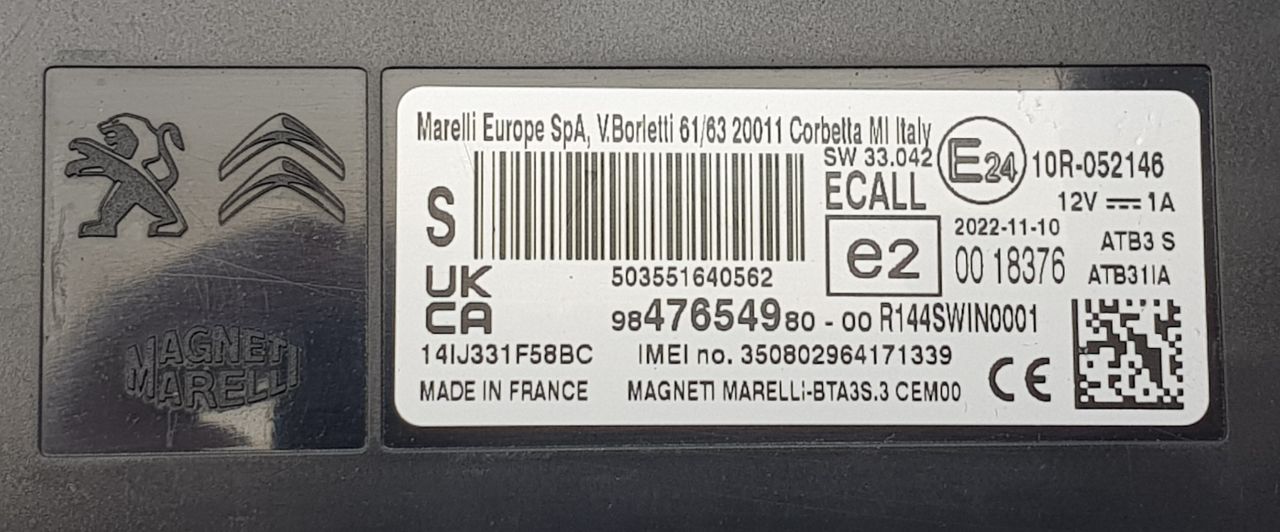 MAGNETI
MARELLI
Marelli Europe SpA, V.Borletti 61/63 20011 Corbetta MI Italy
SW 33.042
ECALL
E24
10R-052146
12V ⎓ 1A
S
e2
2022-11-10
00 18376
ATB3 S
ATB31IA
503551640562
UK
CA
9847654980-00 R144SWIN0001
14IJ331F58BC
IMEI no. 350802964171339
MADE IN FRANCE
MAGNETI MARELLI-BTA3S.3 CEM00
CE